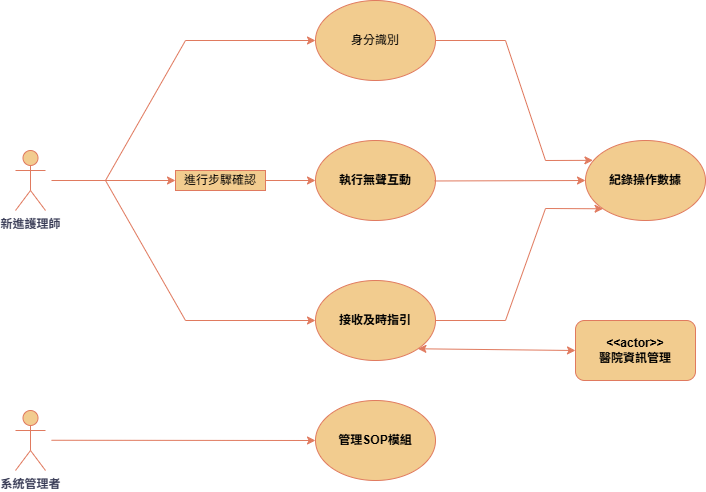 身分識別
新進護理師
進行步驟確認
執行無聲互動
紀錄操作數據
接收及時指引
<<actor>>
醫院資訊管理
系統管理者
管理SOP模組